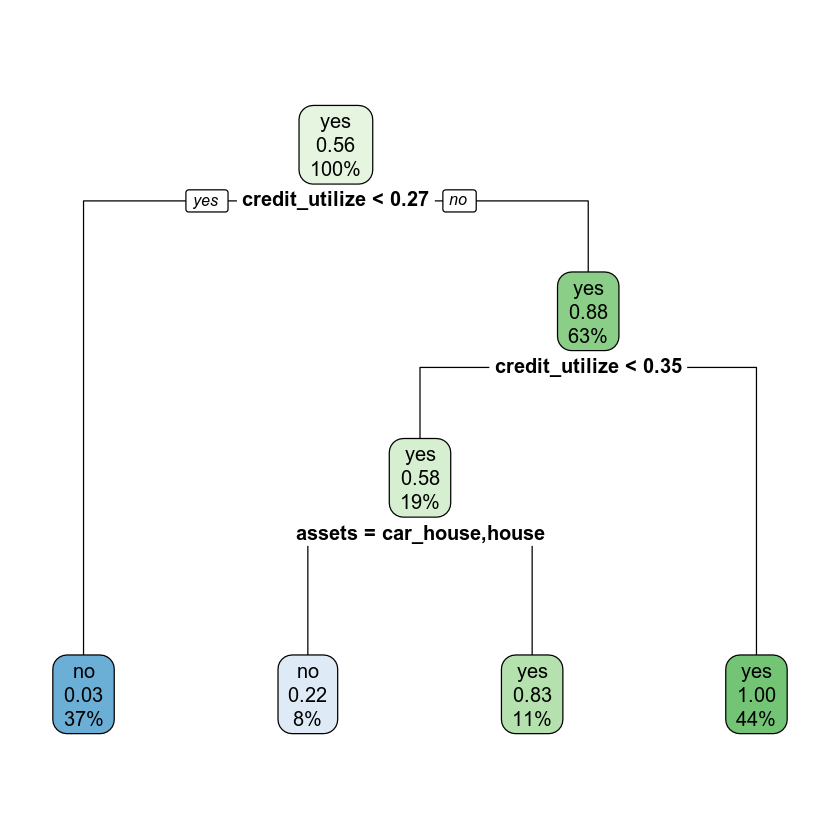 yes
0.56
100%
yes
credit_utilize < 0.27
no
yes
0.88
63%
credit_utilize < 0.35
yes
0.58
19%
assets = car_house,house
no
0.03
37%
no
0.22
8%
yes
0.83
11%
yes
1.00
44%